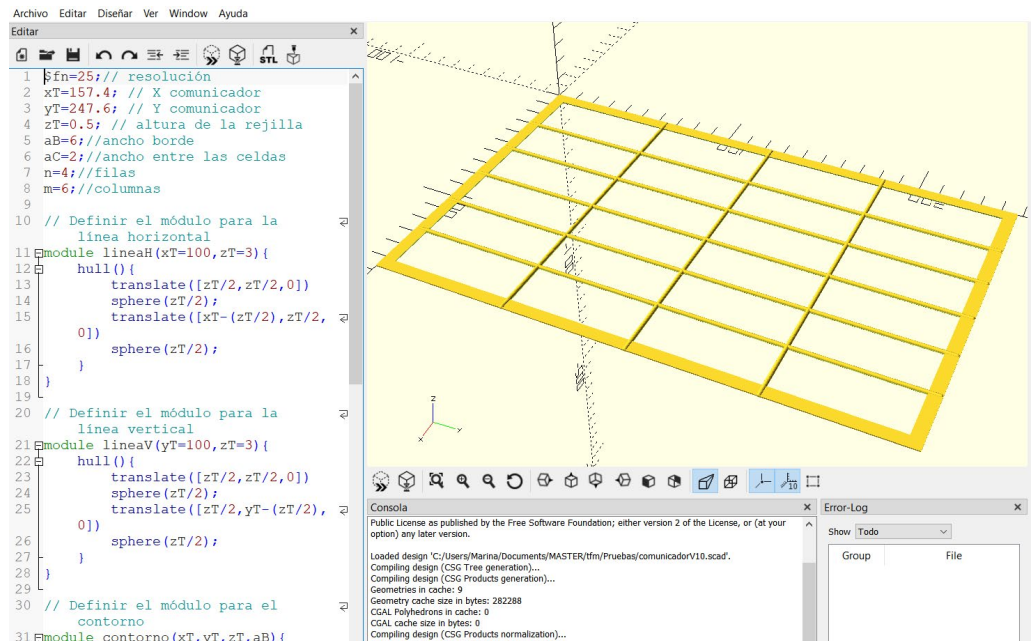 Archivo Editar Diseñar Ver Window Ayuda
Editar
STL
1 $fn=25;// resolución
2 xT=157.4; // X comunicador
3 yT=247.6; // Y comunicador
4 zT=0.5; // altura de la rejilla
5 aB=6;//ancho borde
6 aC=2;//ancho entre las celdas
7 n=4;//filas
8 m=6;//columnas
9
10 // Definir el módulo para la
línea horizontal
11 module lineaH(xT=100,zT=3){
12 hull(){
13 translate([zT/2,zT/2,0])
14 sphere(zT/2);
15 translate([xT-(zT/2),zT/2,
0])
16 sphere(zT/2);
17 }
18 }
19
20 // Definir el módulo para la
línea vertical
21 module lineaV(yT=100,zT=3){
22 hull(){
23 translate([zT/2,zT/2,0])
24 sphere(zT/2);
25 translate([zT/2,yT-(zT/2),
0])
26 sphere(zT/2);
27 }
28 }
29
30 // Definir el módulo para el
contorno
31 module contorno(xT,yT,zT,aB){
100
200
z
x
y
10
Consola
Public License as published by the Free Software Foundation; either version 2 of the License, or (at your
option) any later version.
Loaded design 'C:/Users/Marina/Documents/MASTER/tfm/Pruebas/comunicadorV10.scad'.
Compiling design (CSG Tree generation)...
Compiling design (CSG Products generation)...
Geometries in cache: 9
Geometry cache size in bytes: 282288
CGAL Polyhedrons in cache: 0
CGAL cache size in bytes: 0
Compiling design (CSG Products normalization)...
Error-Log
Show Todo
Group File